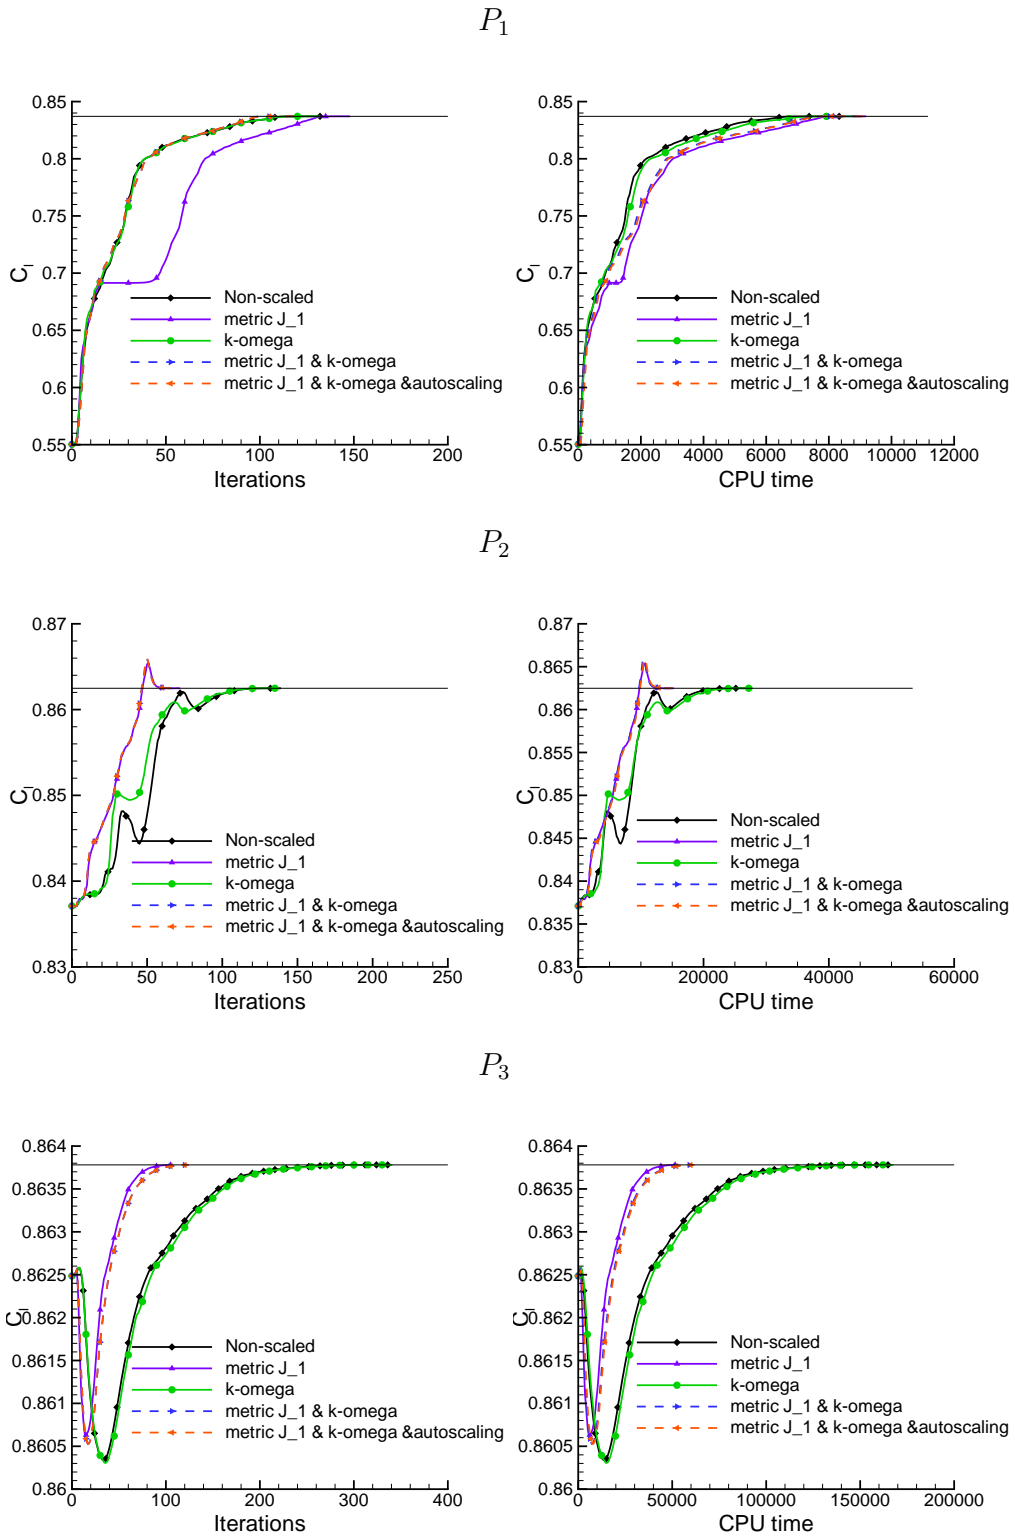 P1
0.85
0.8
0.75
0.7
0.65
0.6
0.55
C_l
0 50 100 150 200
Iterations
Non-scaled
metric J_1
k-omega
metric J_1 & k-omega
metric J_1 & k-omega &autoscaling
0.85
0.8
0.75
0.7
0.65
0.6
0.55
C_l
0 2000 4000 6000 8000 10000 12000
CPU time
Non-scaled
metric J_1
k-omega
metric J_1 & k-omega
metric J_1 & k-omega &autoscaling
P2
0.87
0.86
0.85
0.84
0.83
C_l
0 50 100 150 200 250
Iterations
Non-scaled
metric J_1
k-omega
metric J_1 & k-omega
metric J_1 & k-omega &autoscaling
0.87
0.865
0.86
0.855
0.85
0.845
0.84
0.835
0.83
C_l
0 20000 40000 60000
CPU time
Non-scaled
metric J_1
k-omega
metric J_1 & k-omega
metric J_1 & k-omega &autoscaling
P3
0.864
0.8635
0.863
0.8625
0.862
0.8615
0.861
0.8605
0.86
C_l
0 100 200 300 400
Iterations
Non-scaled
metric J_1
k-omega
metric J_1 & k-omega
metric J_1 & k-omega &autoscaling
0.864
0.8635
0.863
0.8625
0.862
0.8615
0.861
0.8605
0.86
C_l
0 50000 100000 150000 200000
CPU time
Non-scaled
metric J_1
k-omega
metric J_1 & k-omega
metric J_1 & k-omega &autoscaling